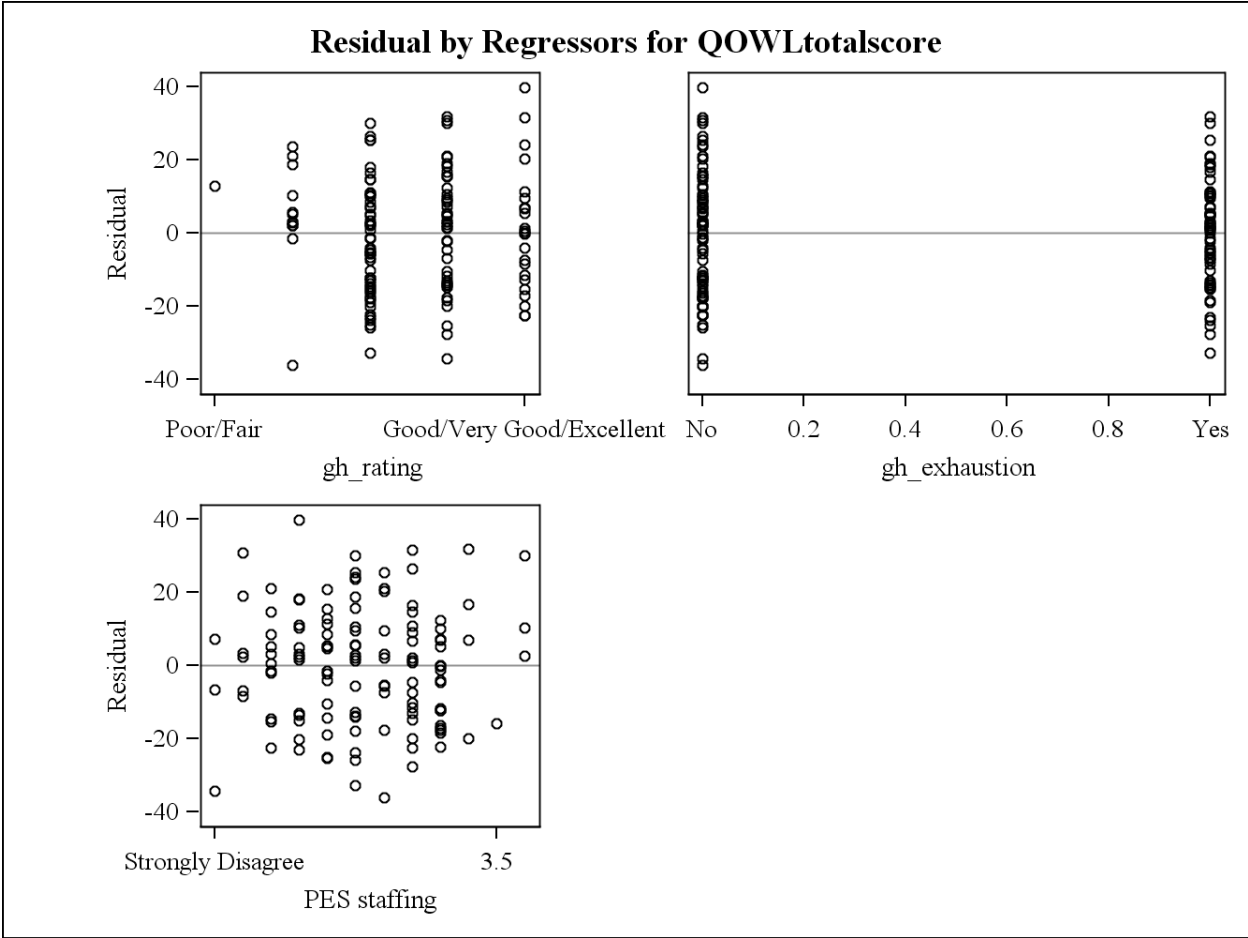 Residual by Regressors for QOWLtotalscore
40
20
0
-20
-40
Residual
Poor/Fair Good/Very Good/Excellent
gh_rating
No 0.2 0.4 0.6 0.8 Yes
gh_exhaustion
40
20
0
-20
-40
Residual
Strongly Disagree 3.5
PES staffing